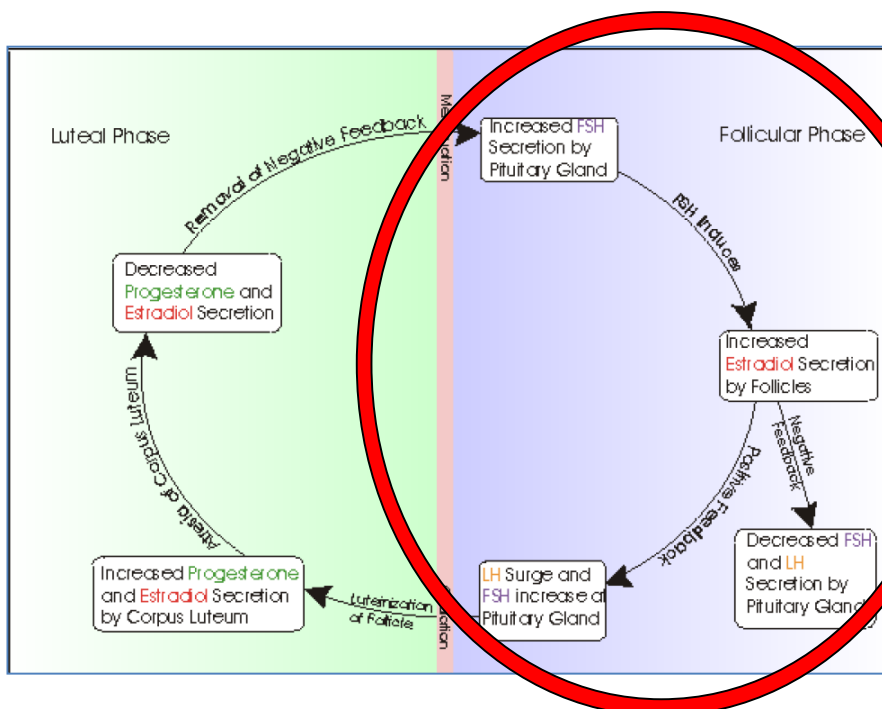 Luteal Phase
Follicular Phase
Removal of Negative Feedback
Increased FSH
Secretion by
Pituitary Gland
FSH Induces
Decreased
Progesterone and
Estradiol Secretion
Increased
Estradiol Secretion
by Follicles
Negative
Feedback
Positive Feedback
Atresia of Corpus Luteum
Decreased FSH
and LH
Secretion by
Pituitary Gland
LH Surge and
FSH increase at
Pituitary Gland
Increased Progesterone
and Estradiol Secretion
by Corpus Luteum
Luteinization
of Follicle